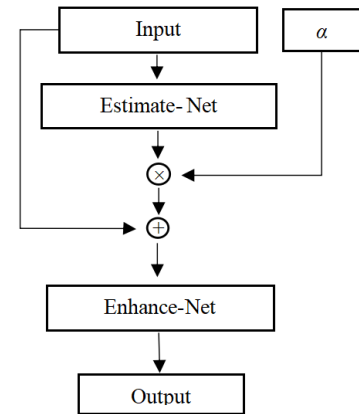 Input
α
Estimate- Net
×
+
Enhance-Net
Output